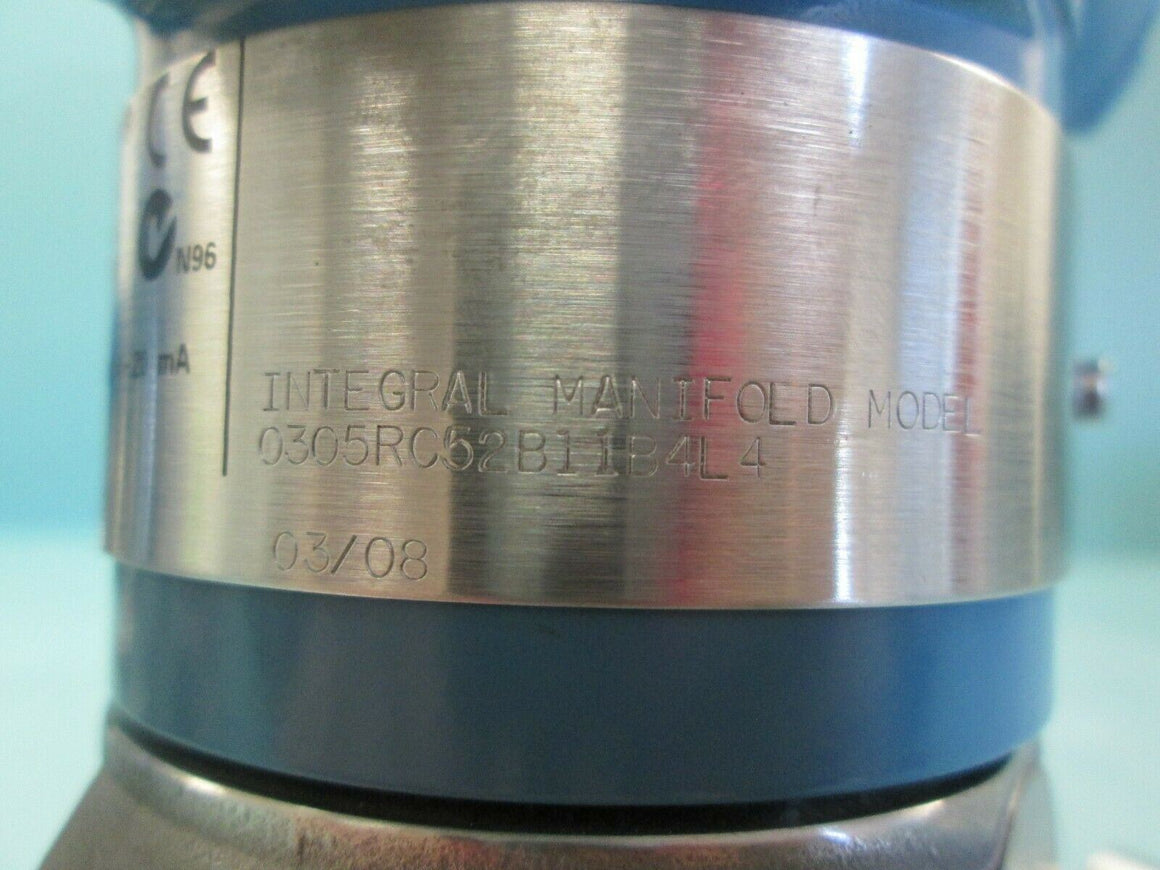 CE
N96
mA
INTEGRAL MANIFOLD MODEL
0305RC52B11B4L4
03/08